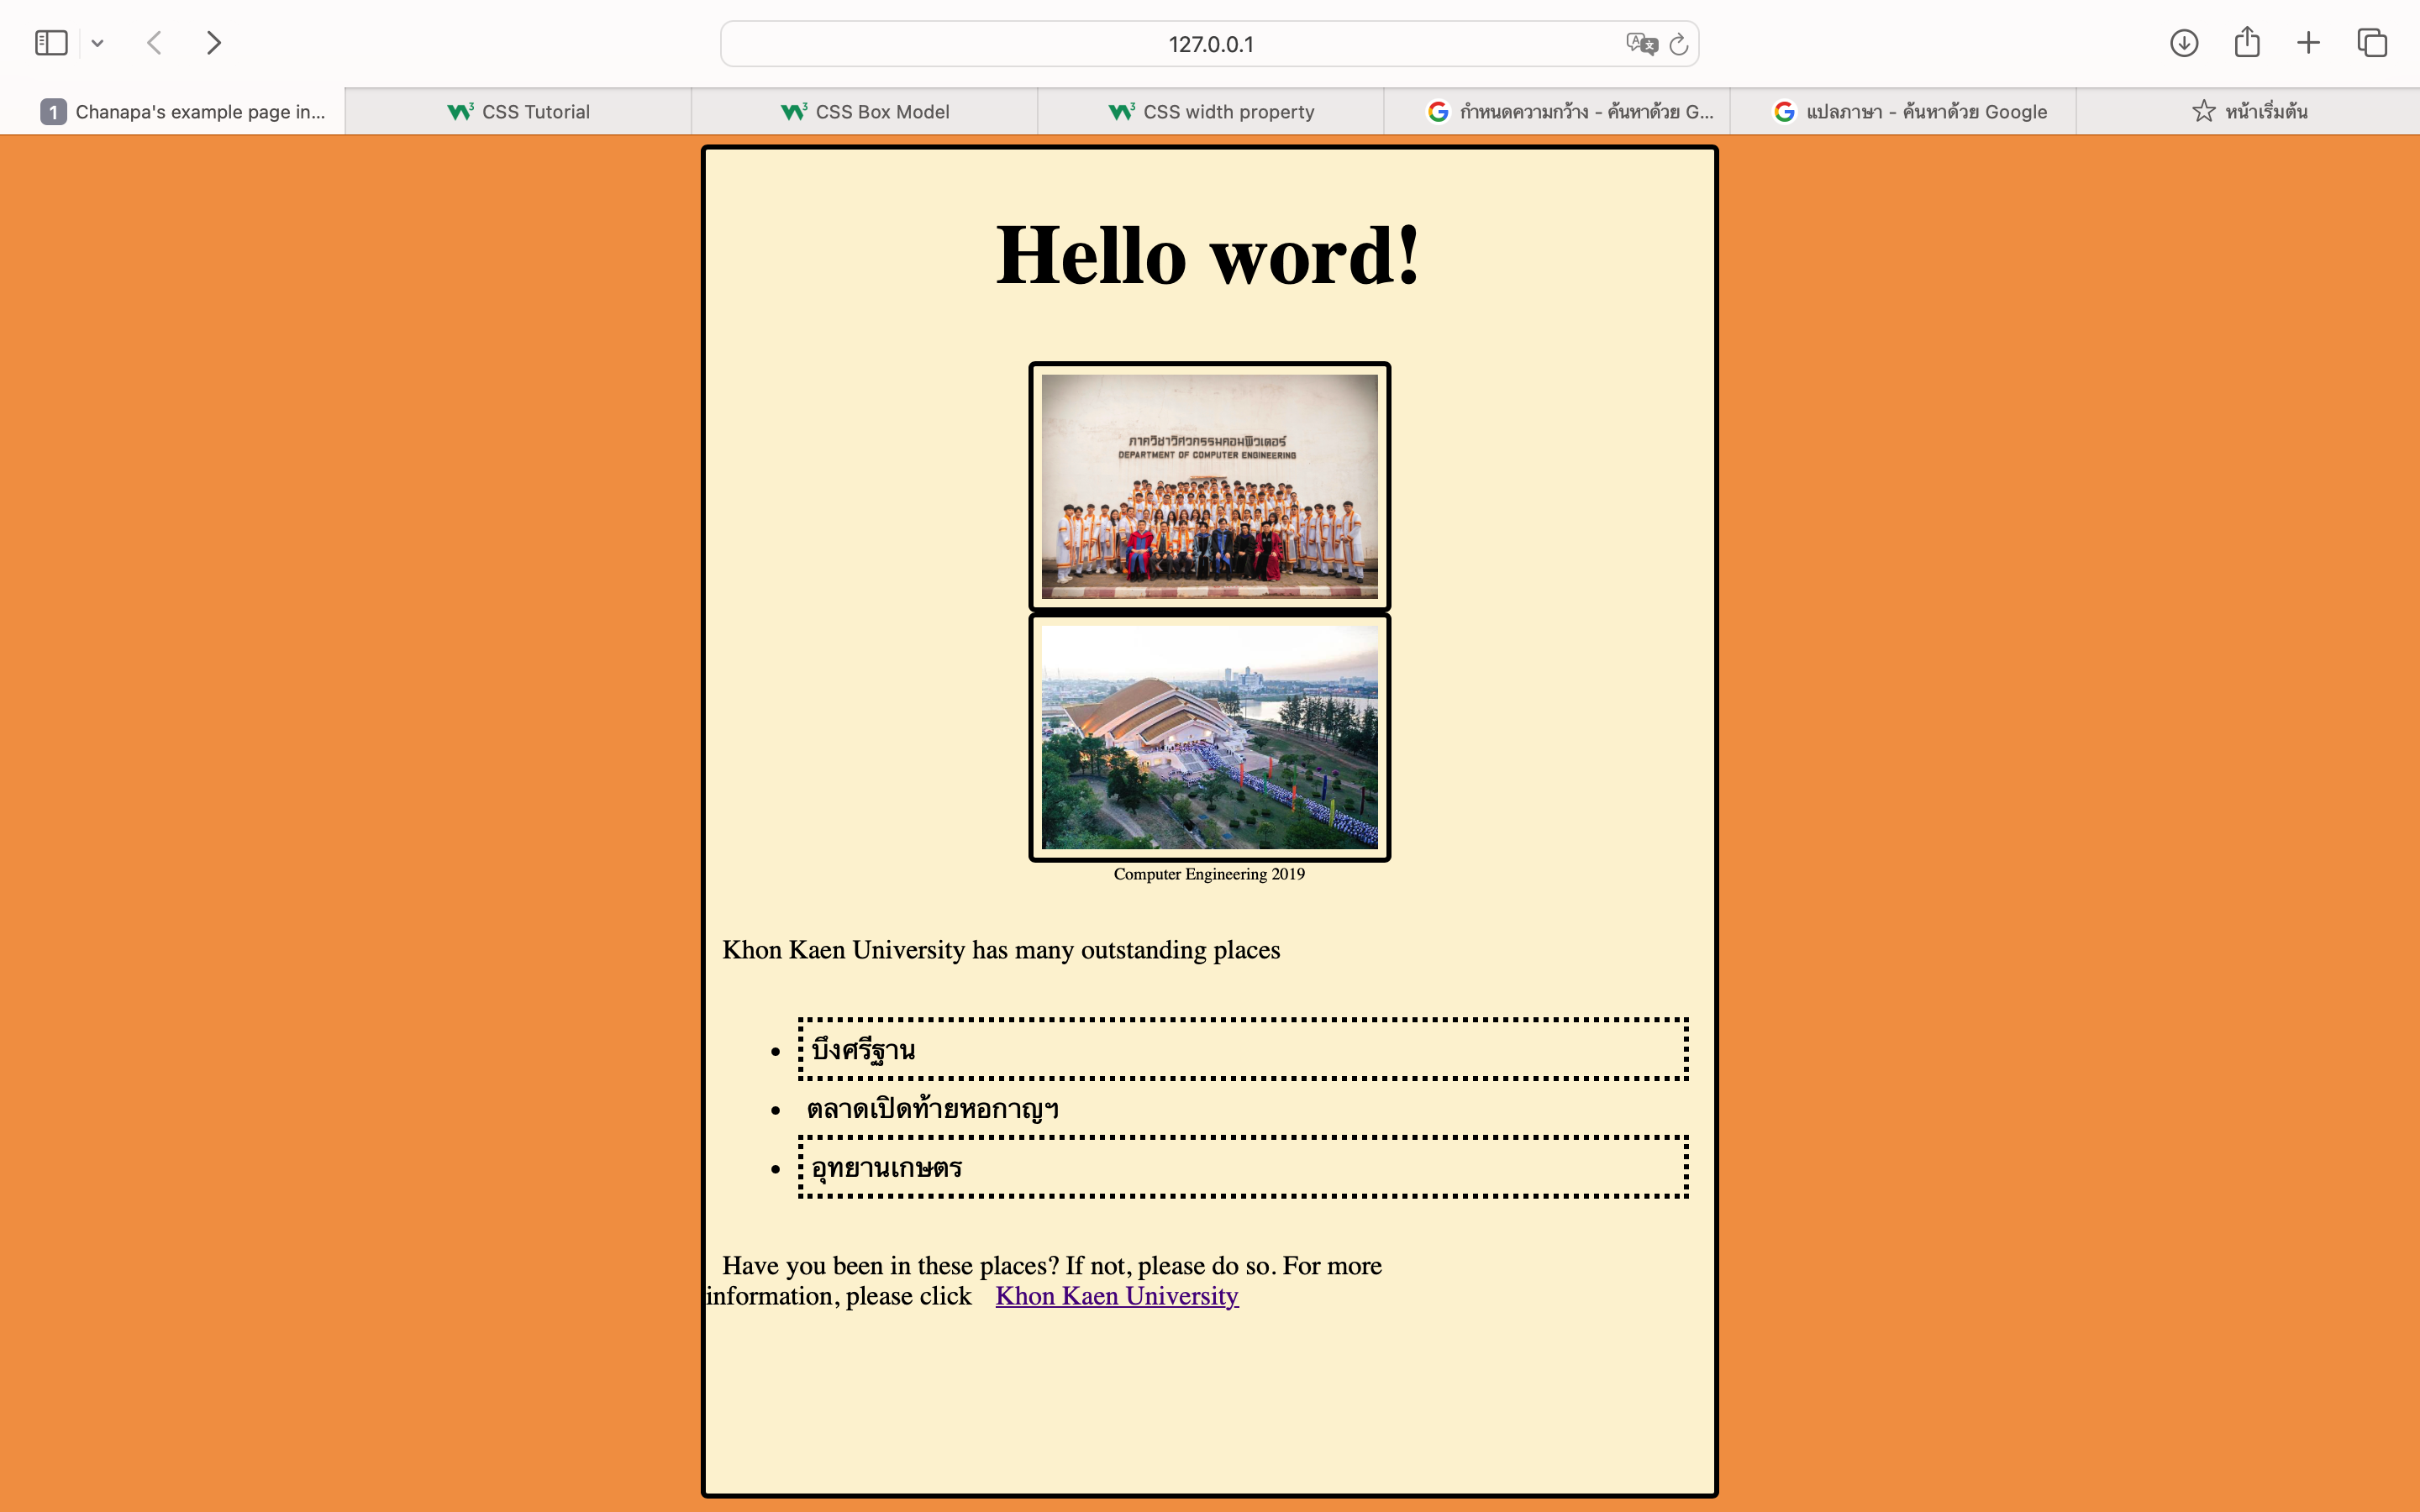 127.0.0.1
1 Chanapa's example page in...
CSS Tutorial
CSS Box Model
CSS width property
กำหนดความกว้าง - ค้นหาด้วย G...
แปลภาษา - ค้นหาด้วย Google
หน้าเริ่มต้น
Hello word!
ภาควิชาวิศวกรรมคอมพิวเตอร์
DEPARTMENT OF COMPUTER ENGINEERING
Computer Engineering 2019
Khon Kaen University has many outstanding places
บึงศรีฐาน
ตลาดเปิดท้ายหอกาญฯ
อุทยานเกษตร
Have you been in these places? If not, please do so. For more
information, please click Khon Kaen University